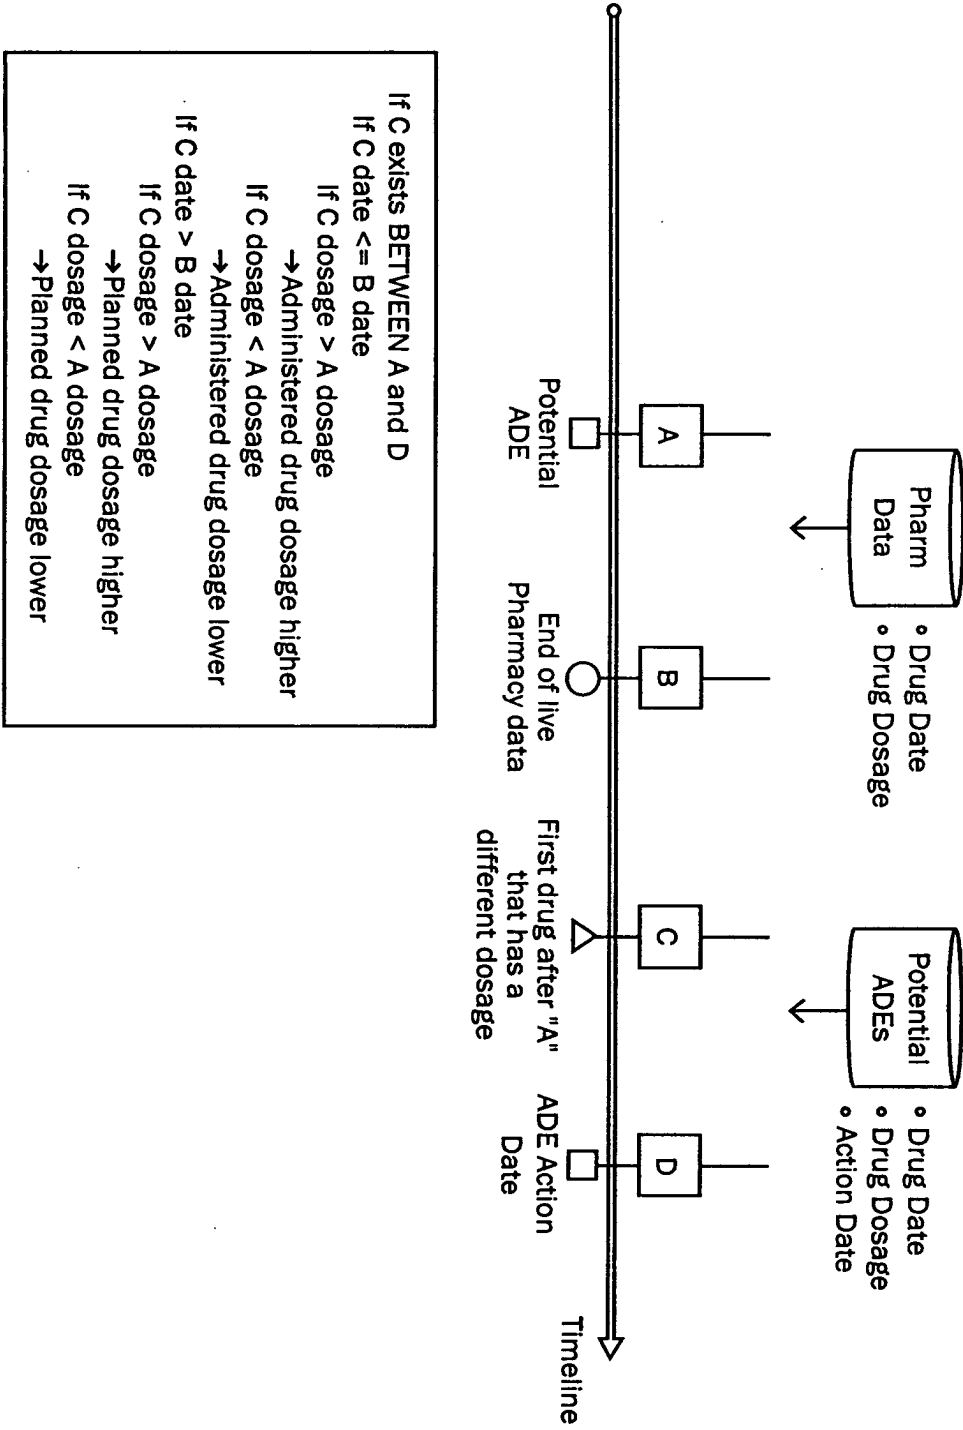 Pharm
Data
° Drug Date
° Drug Dosage
Potential
ADEs
° Drug Date
° Drug Dosage
° Action Date
A
B
C
D
Potential
ADE
End of live
Pharmacy data
First drug after "A"
that has a
different dosage
ADE Action
Date
Timeline
If C exists BETWEEN A and D
If C date <= B date
If C dosage > A dosage
→Administered drug dosage higher
If C dosage < A dosage
→Administered drug dosage lower
If C date > B date
If C dosage > A dosage
→Planned drug dosage higher
If C dosage < A dosage
→Planned drug dosage lower